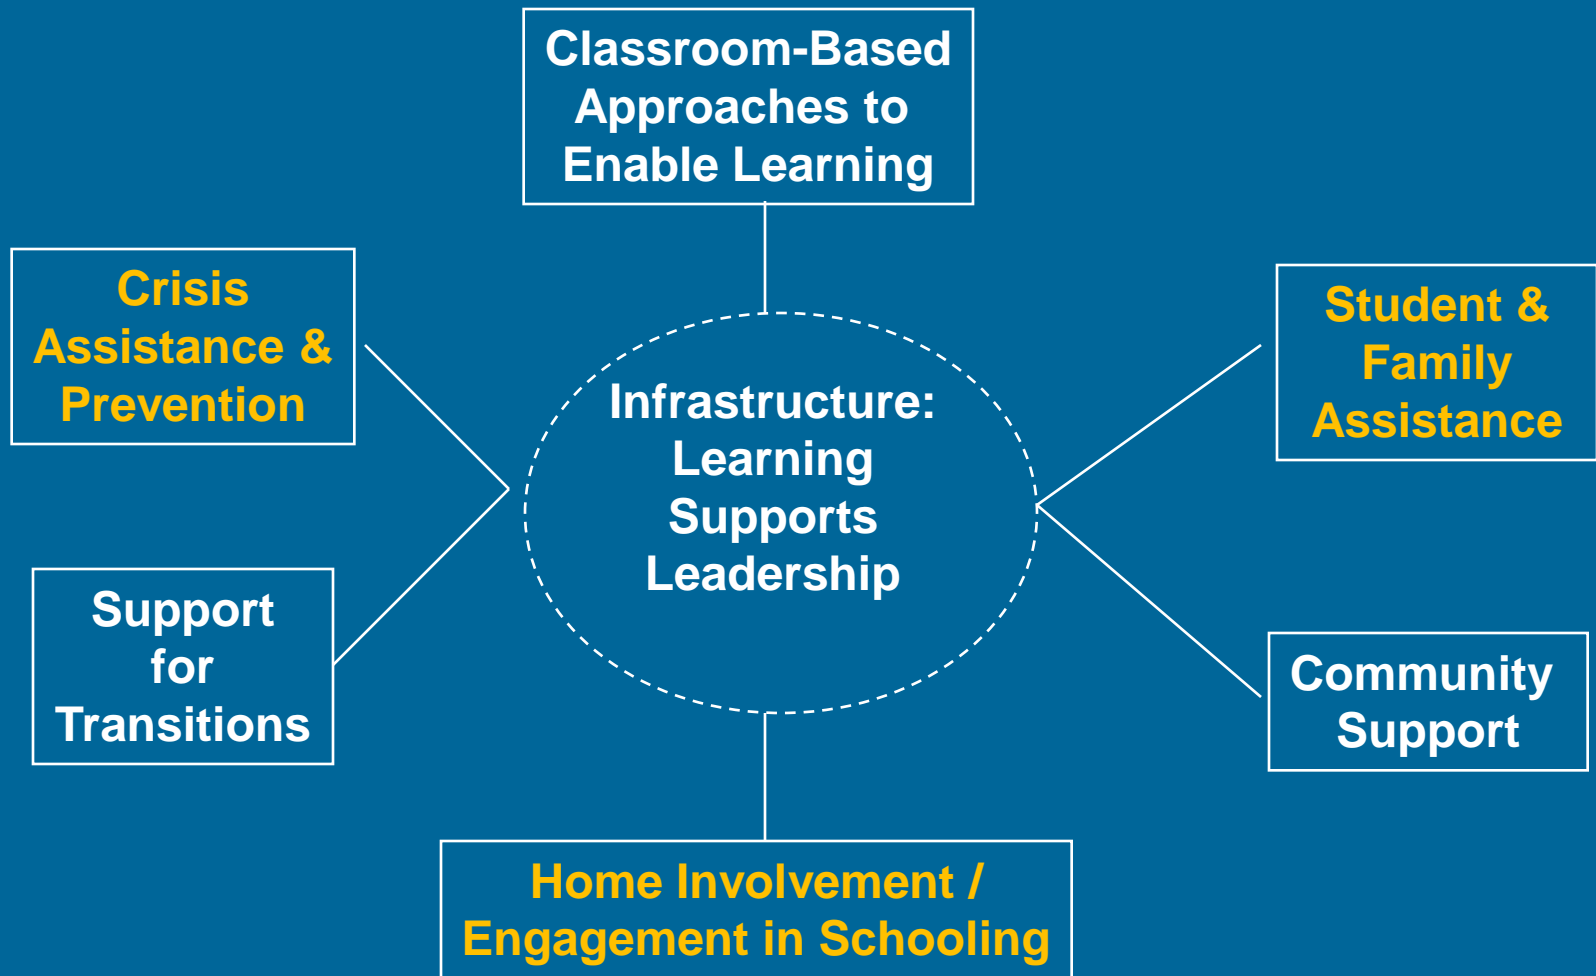 Classroom-Based
Approaches to
Enable Learning
Crisis
Assistance &
Prevention
Student &
Family
Assistance
Infrastructure:
Learning
Supports
Leadership
Support
for
Transitions
Community
Support
Home Involvement /
Engagement in Schooling